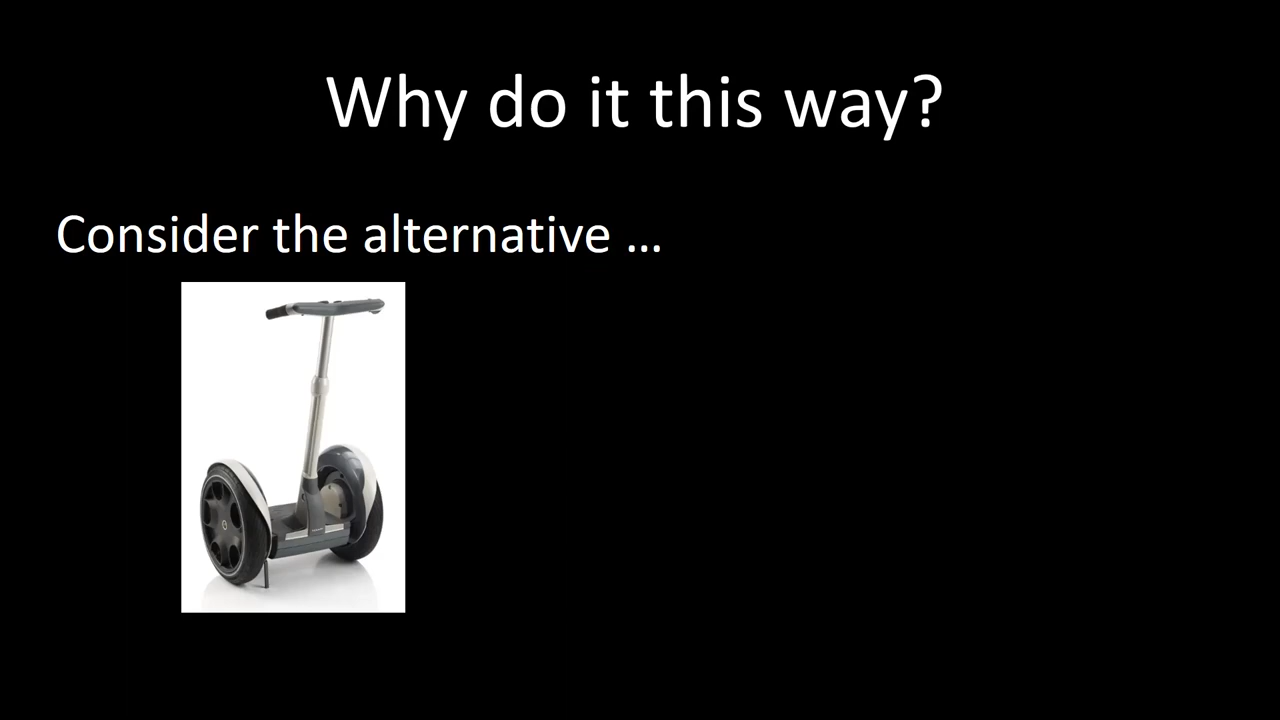 Why do it this way?
Consider the alternative …